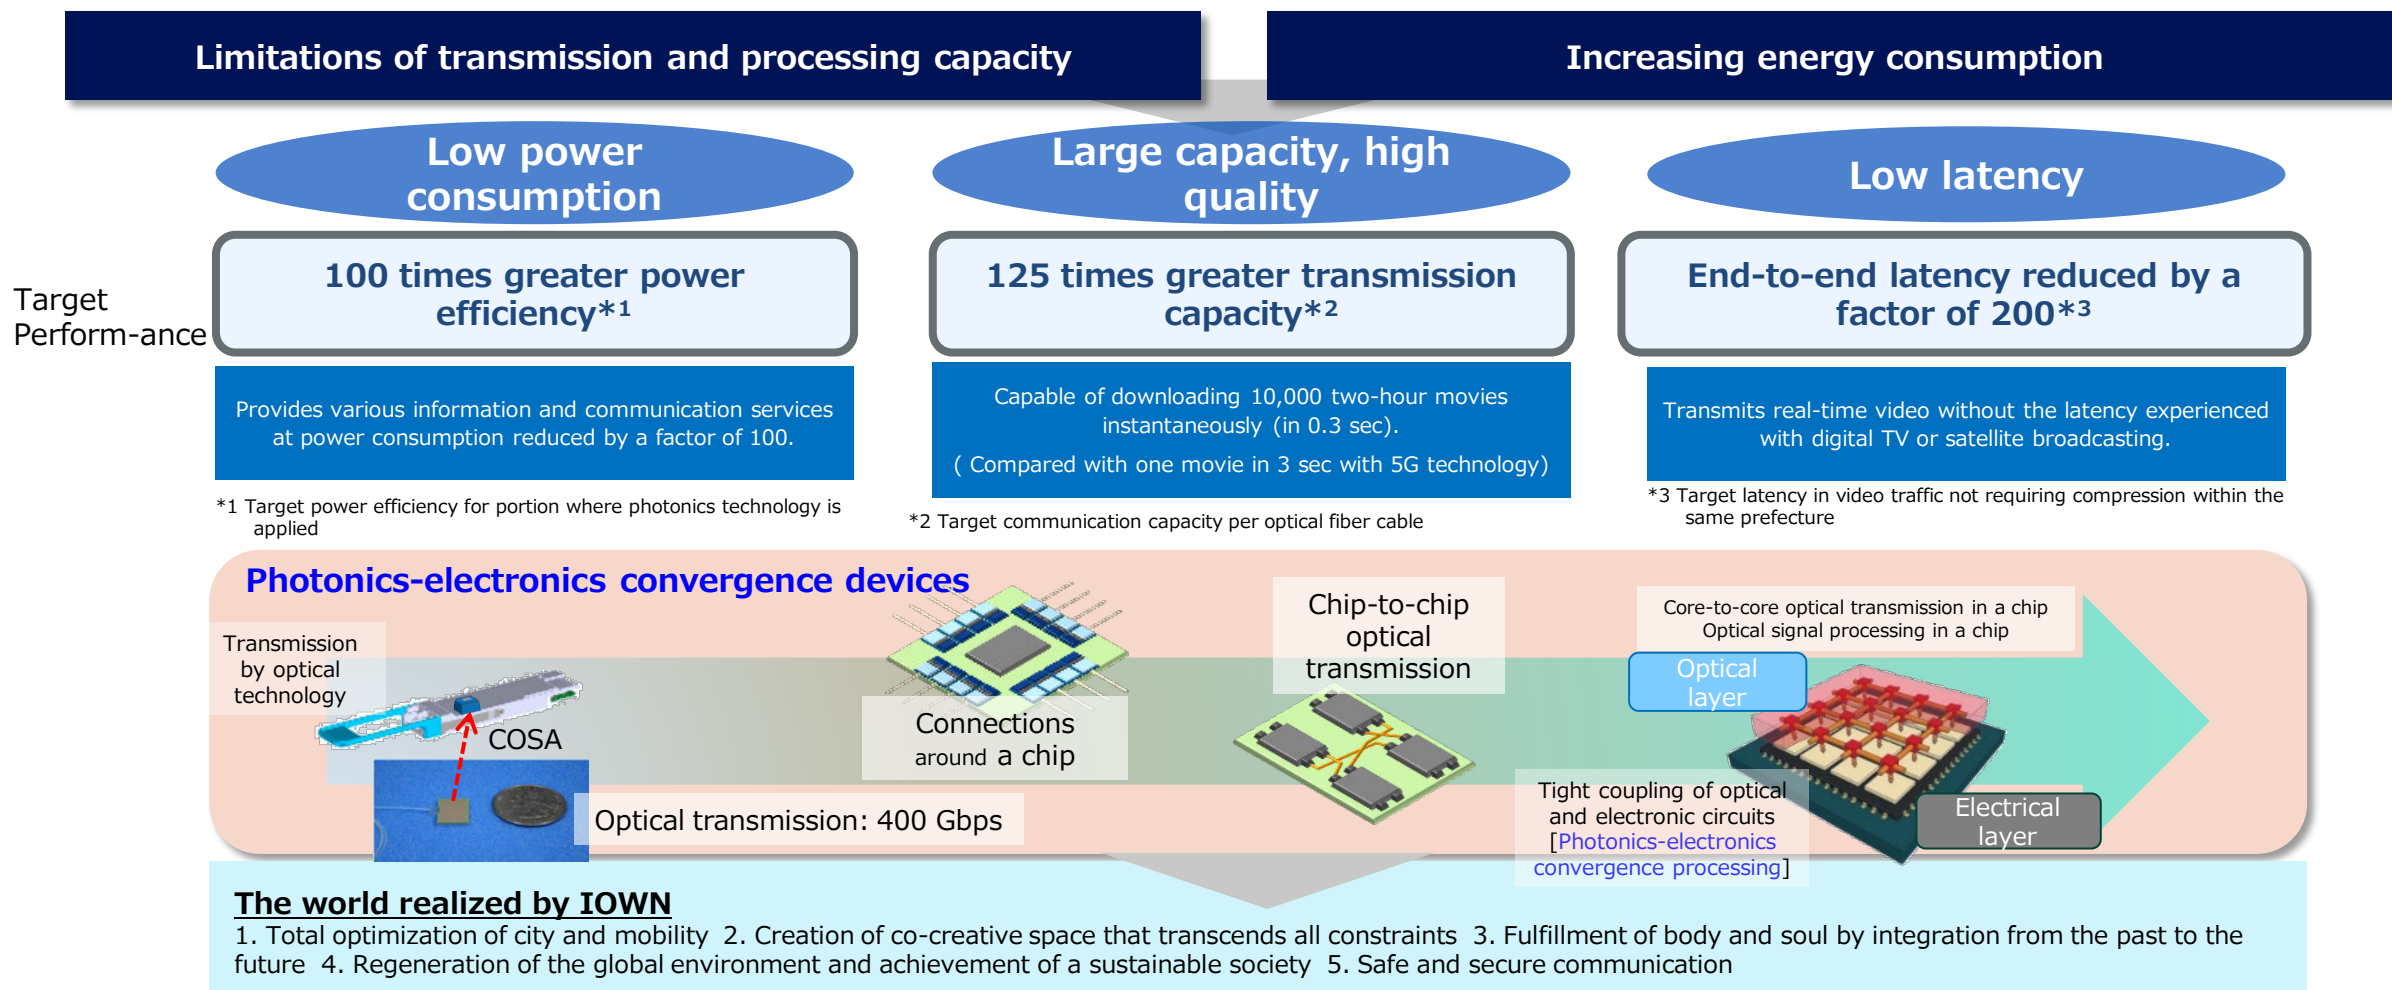 Limitations of transmission and processing capacity
Increasing energy consumption
Low power
consumption
Large capacity, high
quality
Low latency
Target
Perform-ance
100 times greater power
efficiency*1
125 times greater transmission
capacity*2
End-to-end latency reduced by a
factor of 200*3
Provides various information and communication services
at power consumption reduced by a factor of 100.
Capable of downloading 10,000 two-hour movies
instantaneously (in 0.3 sec).
( Compared with one movie in 3 sec with 5G technology)
Transmits real-time video without the latency experienced
with digital TV or satellite broadcasting.
*1 Target power efficiency for portion where photonics technology is
applied
*2 Target communication capacity per optical fiber cable
*3 Target latency in video traffic not requiring compression within the
same prefecture
Photonics-electronics convergence devices
Transmission
by optical
technology
COSA
Optical transmission: 400 Gbps
Connections
around a chip
Chip-to-chip
optical
transmission
Core-to-core optical transmission in a chip
Optical signal processing in a chip
Optical
layer
Tight coupling of optical
and electronic circuits
[Photonics-electronics
convergence processing]
Electrical
layer
The world realized by IOWN
1. Total optimization of city and mobility 2. Creation of co-creative space that transcends all constraints 3. Fulfillment of body and soul by integration from the past to the
future 4. Regeneration of the global environment and achievement of a sustainable society 5. Safe and secure communication